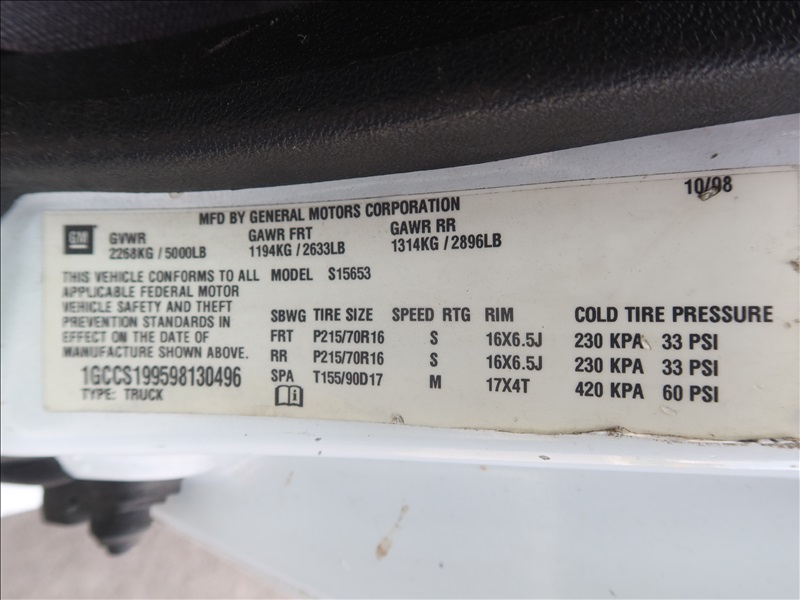 10/98
MFD BY GENERAL MOTORS CORPORATION
GM
GVWR GAWR FRT GAWR RR
2268KG / 5000LB 1194KG / 2633LB 1314KG / 2896LB
THIS VEHICLE CONFORMS TO ALL
APPLICABLE FEDERAL MOTOR
VEHICLE SAFETY AND THEFT
PREVENTION STANDARDS IN
EFFECT ON THE DATE OF
MANUFACTURE SHOWN ABOVE.
1GCCS199598130496
TYPE: TRUCK
MODEL S15653
SBWG TIRE SIZE SPEED RTG RIM COLD TIRE PRESSURE
FRT P215/70R16 S 16X6.5J 230 KPA 33 PSI
RR P215/70R16 S 16X6.5J 230 KPA 33 PSI
SPA T155/90D17 M 17X4T 420 KPA 60 PSI